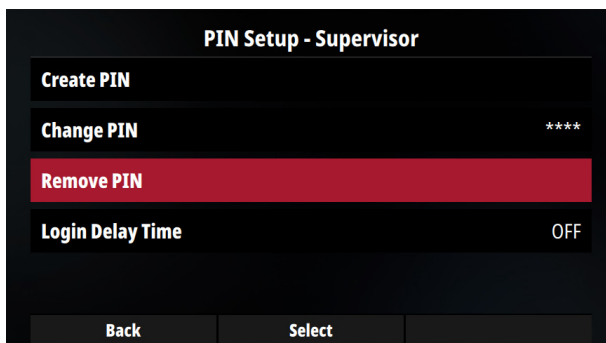 PIN Setup - Supervisor
Create PIN
Change PIN ****
Remove PIN
Login Delay Time OFF
Back Select